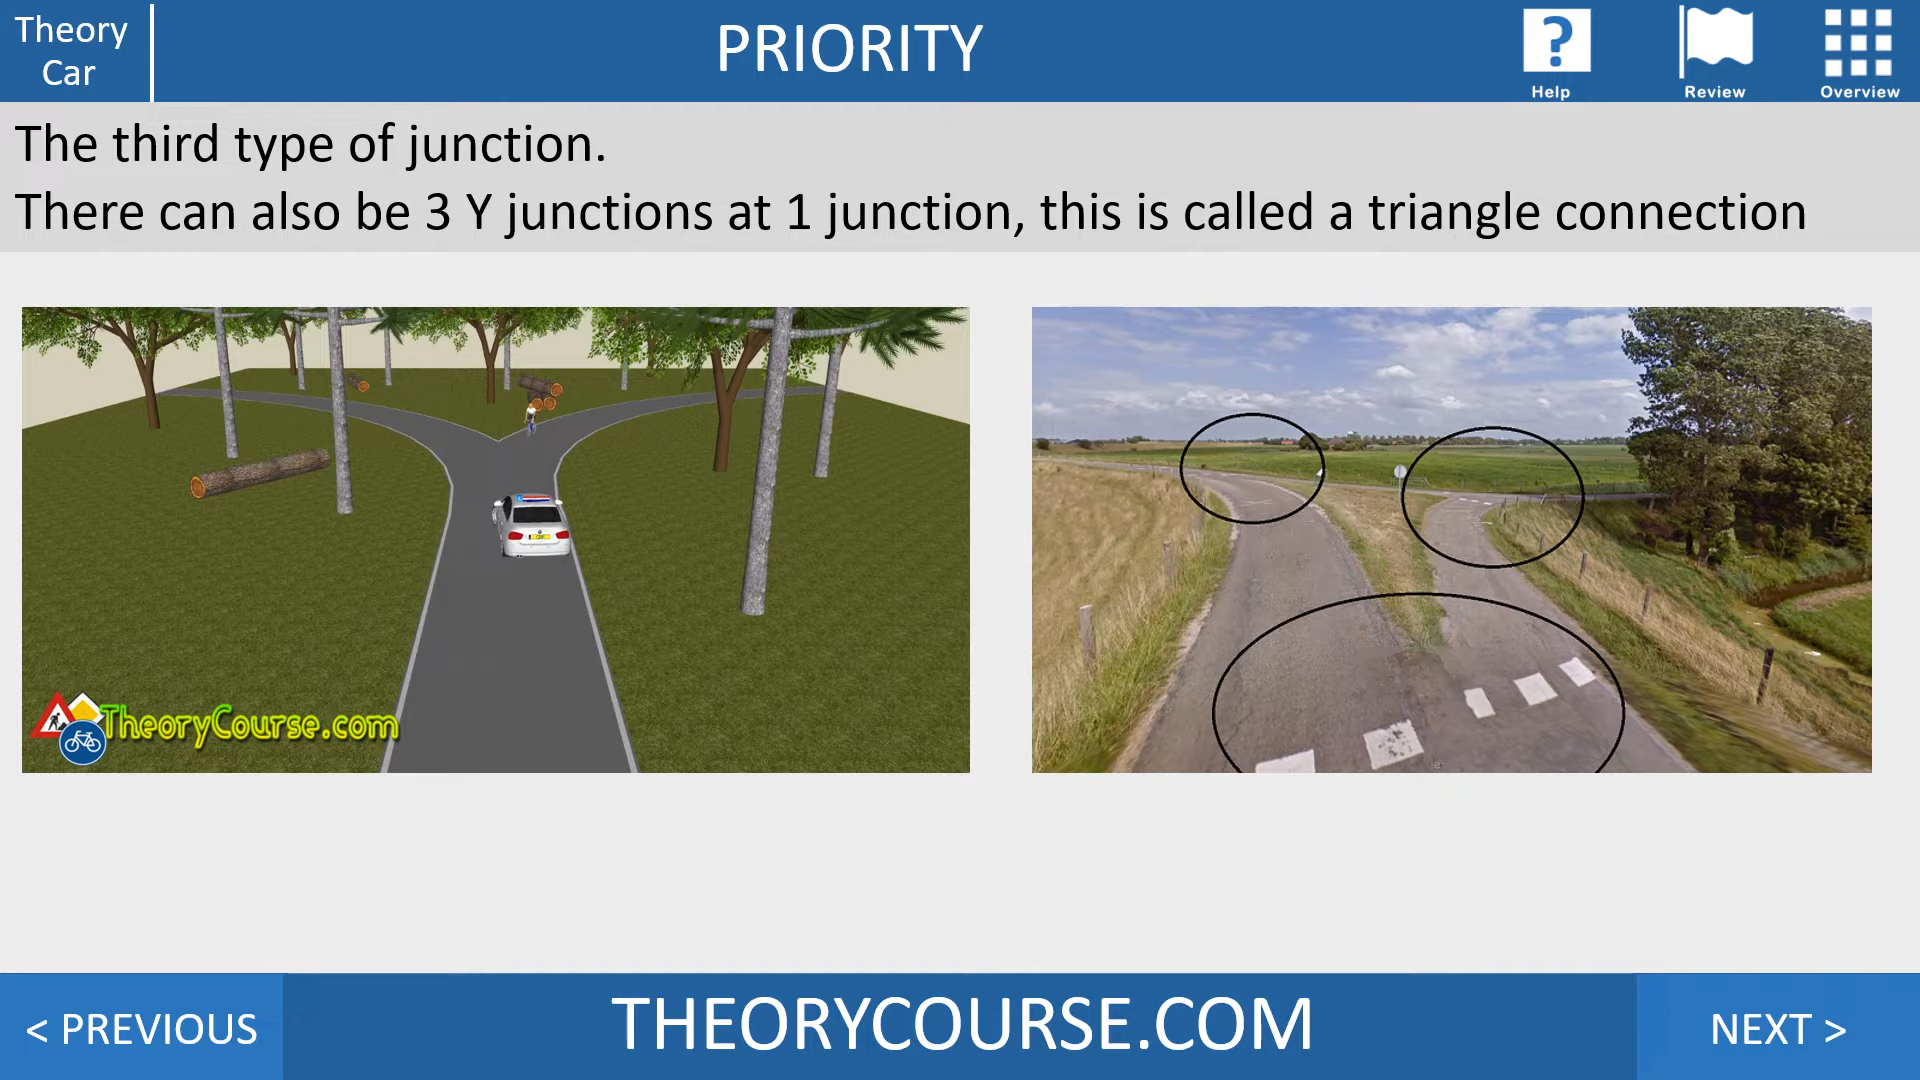 Theory
Car
PRIORITY
Help
Review
Overview
The third type of junction.
There can also be 3 Y junctions at 1 junction, this is called a triangle connection
TheoryCourse.com
< PREVIOUS
THEORYCOURSE.COM
NEXT >